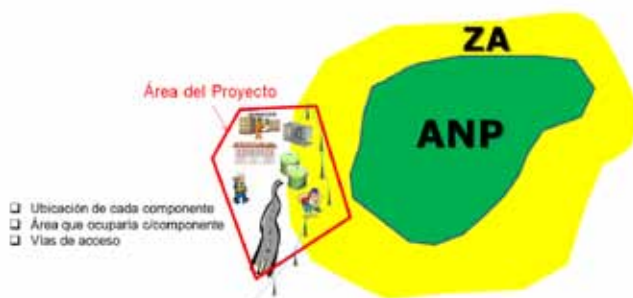 ZA
Área del Proyecto
ANP
Ubicación de cada componente
Área que ocuparía c/componente
Vías de acceso